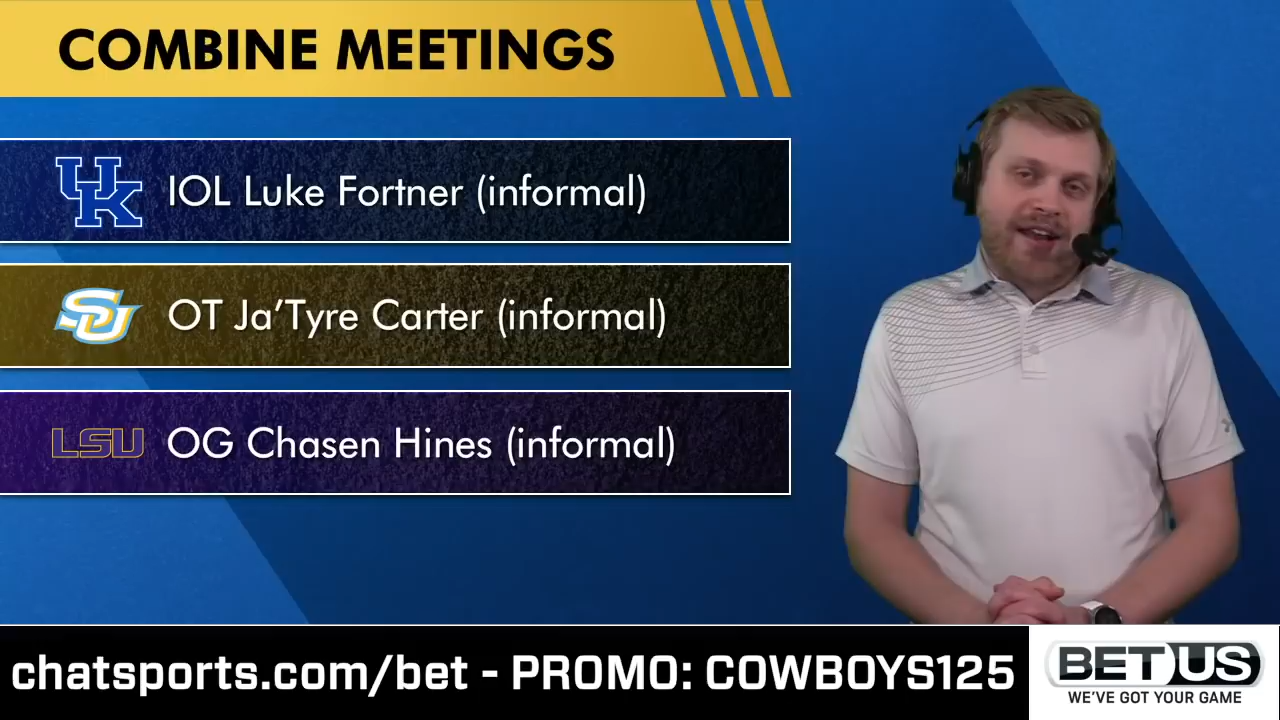 COMBINE MEETINGS
UK
IOL Luke Fortner (informal)
SU
OT Ja'Tyre Carter (informal)
LSU
OG Chasen Hines (informal)
chatsports.com/bet - PROMO: COWBOYS125
BETUS
WE'VE GOT YOUR GAME